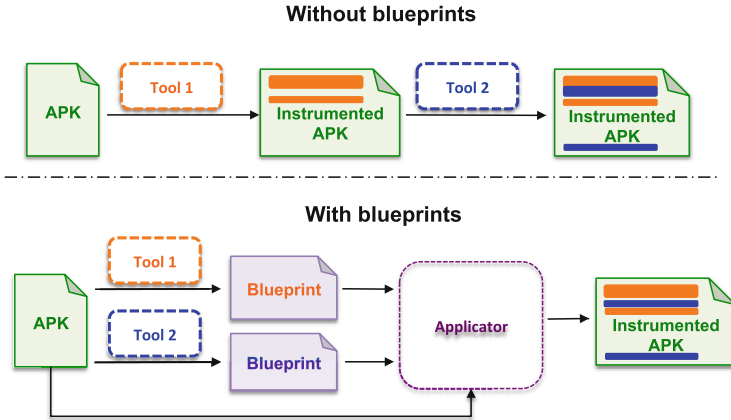 Without blueprints
APK
Tool 1
Instrumented
APK
Tool 2
Instrumented
APK
With blueprints
APK
Tool 1
Blueprint
Tool 2
Blueprint
Applicator
Instrumented
APK